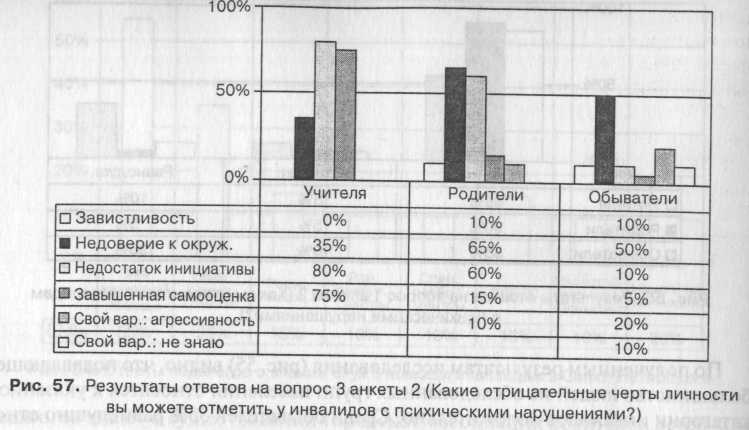 100%
50%
0%
Учителя Родители Обыватели
Завистливость 0% 10% 10%
Недоверие к окруж. 35% 65% 50%
Недостаток инициативы 80% 60% 10%
Завышенная самооценка 75% 15% 5%
Свой вар.: агрессивность 10% 20%
Свой вар.: не знаю 10%
Рис. 57. Результаты ответов на вопрос 3 анкеты 2 (Какие отрицательные черты личности
вы можете отметить у инвалидов с психическими нарушениями?)